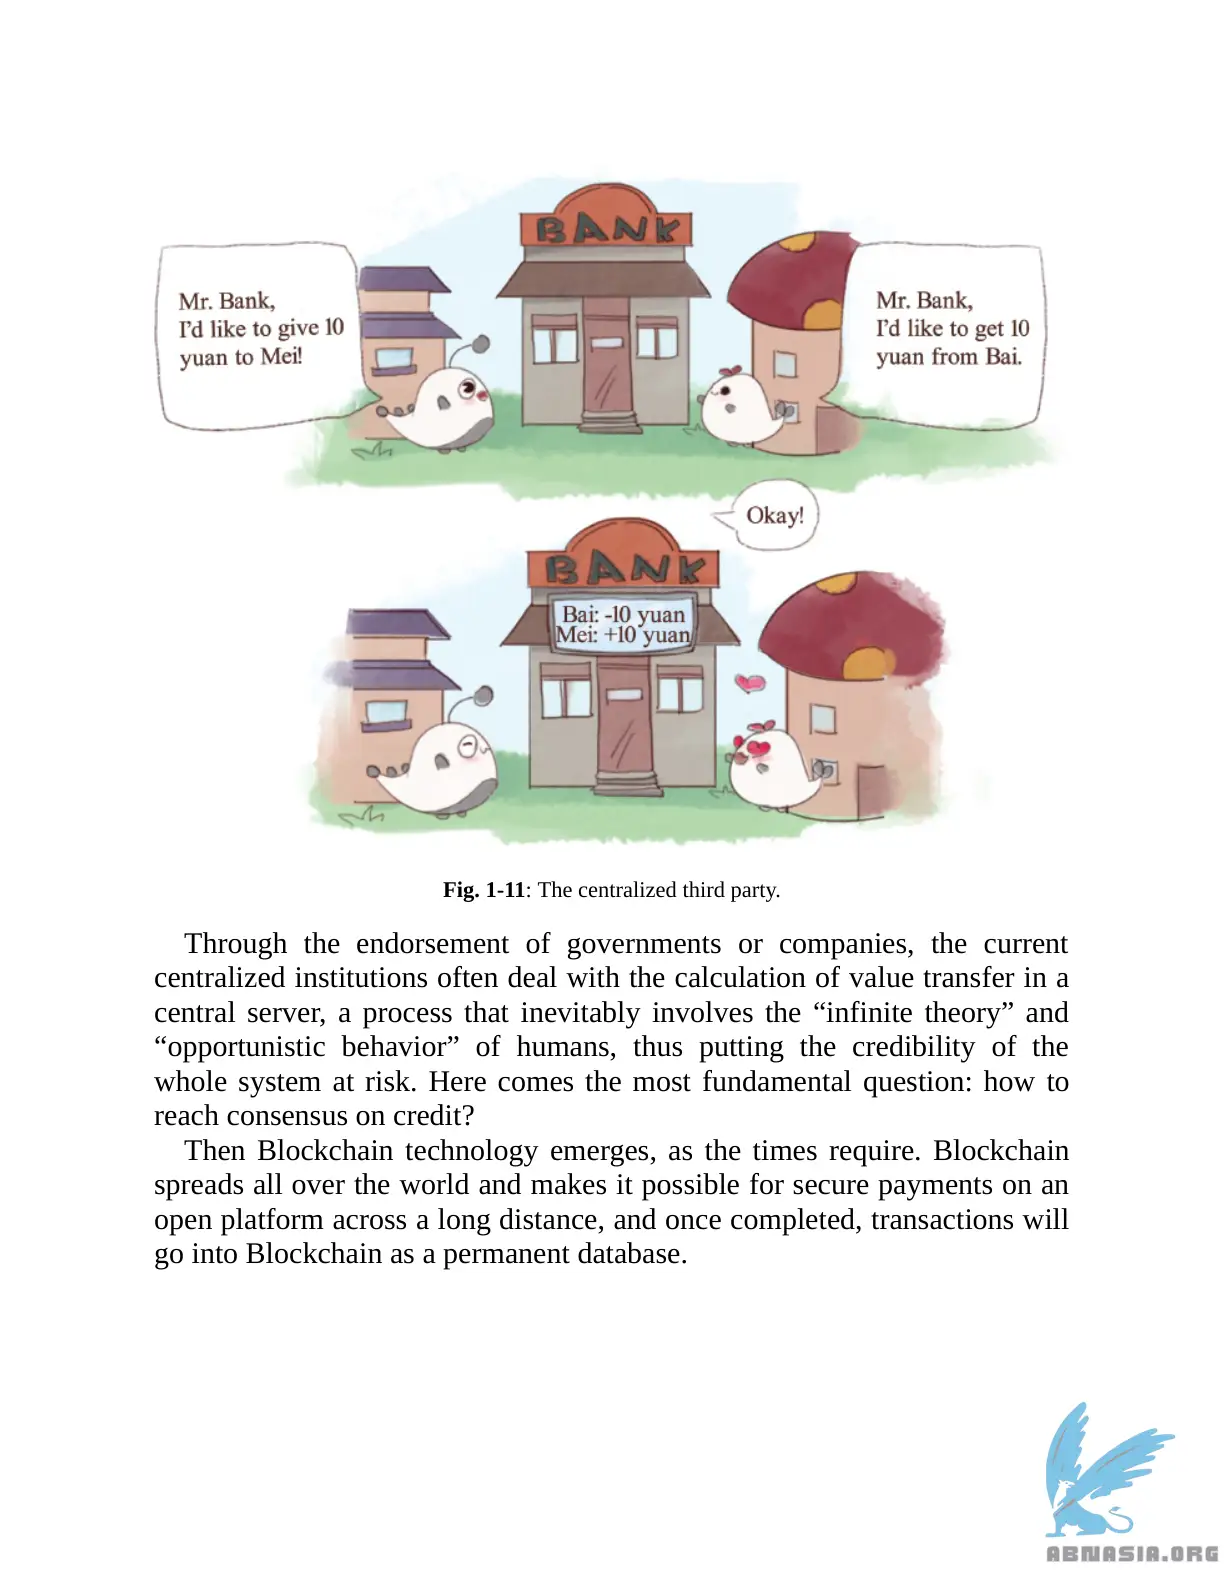 BANK
Mr. Bank,
I'd like to give 10
yuan to Mei!
Mr. Bank,
I'd like to get 10
yuan from Bai.
Okay!
BANK
Bai: -10 yuan
Mei: +10 yuan
Fig. 1-11: The centralized third party.
Through the endorsement of governments or companies, the current
centralized institutions often deal with the calculation of value transfer in a
central server, a process that inevitably involves the “infinite theory” and
“opportunistic behavior” of humans, thus putting the credibility of the
whole system at risk. Here comes the most fundamental question: how to
reach consensus on credit?
Then Blockchain technology emerges, as the times require. Blockchain
spreads all over the world and makes it possible for secure payments on an
open platform across a long distance, and once completed, transactions will
go into Blockchain as a permanent database.
ABNASIA.ORG